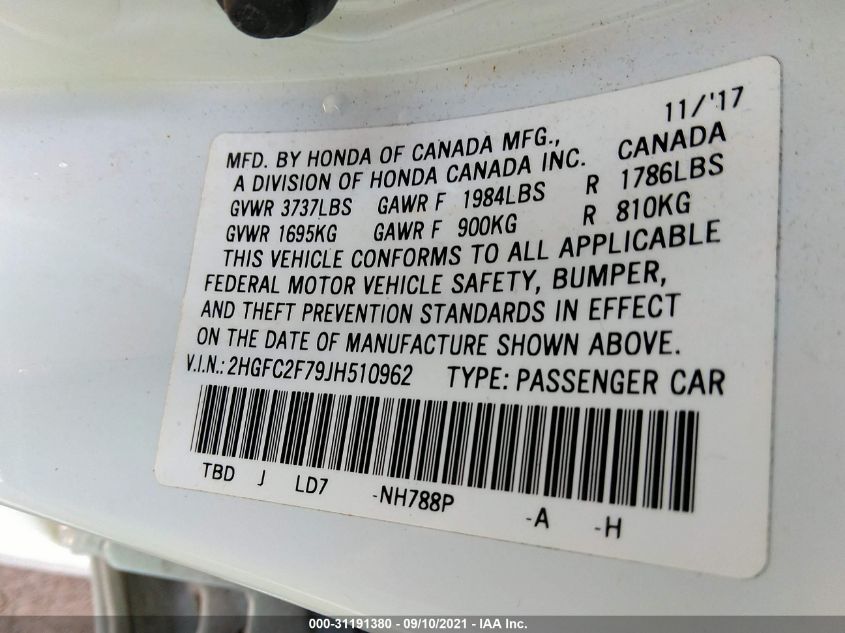 11/'17
MFD. BY HONDA OF CANADA MFG., CANADA
A DIVISION OF HONDA CANADA INC.
GVWR 3737LBS GAWR F 1984LBS R 1786LBS
GVWR 1695KG GAWR F 900KG R 810KG
THIS VEHICLE CONFORMS TO ALL APPLICABLE
FEDERAL MOTOR VEHICLE SAFETY, BUMPER,
AND THEFT PREVENTION STANDARDS IN EFFECT
ON THE DATE OF MANUFACTURE SHOWN ABOVE.
V.I.N.: 2HGFC2F79JH510962 TYPE: PASSENGER CAR
TBD J LD7 -NH788P -A -H
000-31191380 - 09/10/2021 - IAA Inc.